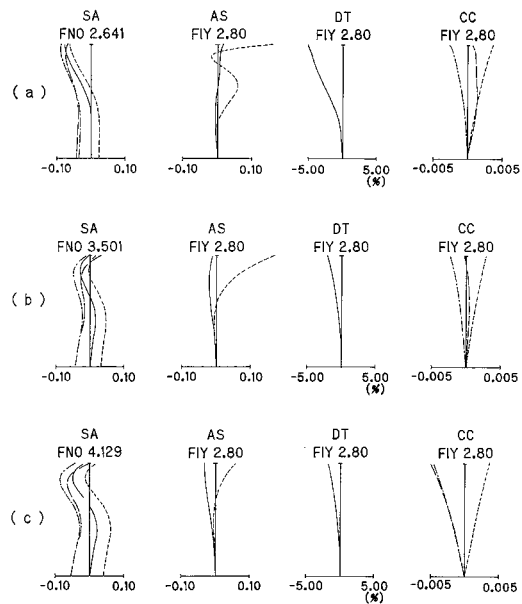 SA AS DT CC
FNO 2.641 FIY 2.80 FIY 2.80 FIY 2.80
(a)
-0.10 0.10 -0.10 0.10 -5.00 5.00 -0.005 0.005
(%)
SA AS DT CC
FNO 3.501 FIY 2.80 FIY 2.80 FIY 2.80
(b)
-0.10 0.10 -0.10 0.10 -5.00 5.00 -0.005 0.005
(%)
SA AS DT CC
FNO 4.129 FIY 2.80 FIY 2.80 FIY 2.80
(c)
-0.10 0.10 -0.10 0.10 -5.00 5.00 -0.005 0.005
(%)